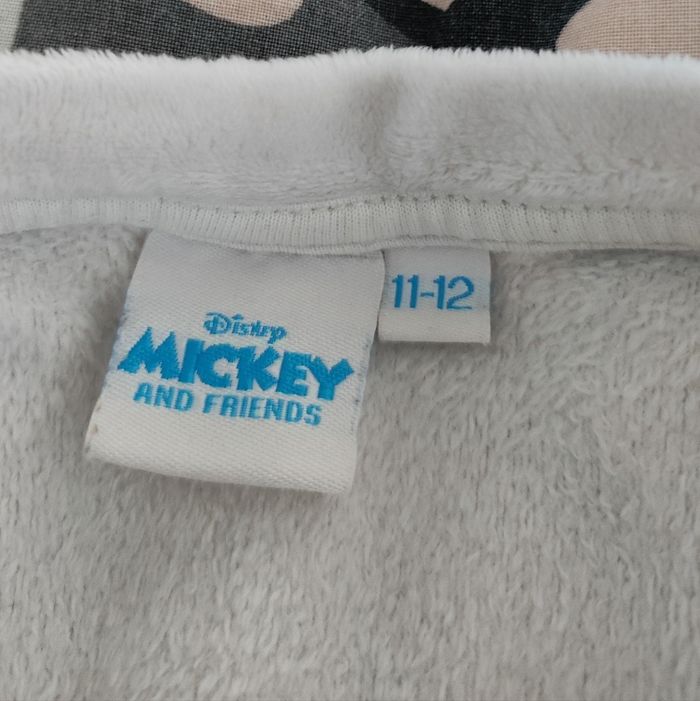 Disney
MICKEY
AND FRIENDS
11-12